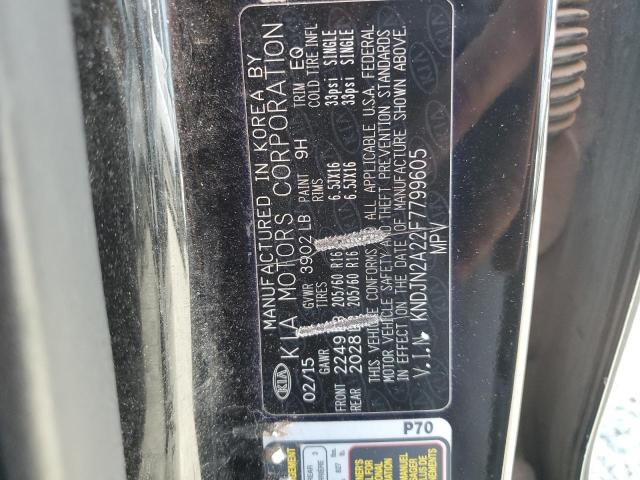 KIA
MANUFACTURED IN KOREA BY
KIA MOTORS CORPORATION
02/15 GVWR 3902 LB PAINT 9H TRIM EQ
GAWR TIRES RIMS COLD TIRE INFL
FRONT 2249 LB 205/60 R16 6.5JX16 33psi SINGLE
REAR 2028 205/60 R16 6.5JX16 33psi SINGLE
THIS VEHICLE CONFORMS ALL APPLICABLE U.S.A. FEDERAL
MOTOR VEHICLE SAFETY AND THEFT PREVENTION STANDARDS
IN EFFECT ON THE DATE OF MANUFACTURE SHOWN ABOVE.
V.I.N. KNDJN2A22F7799605
MPV
P70